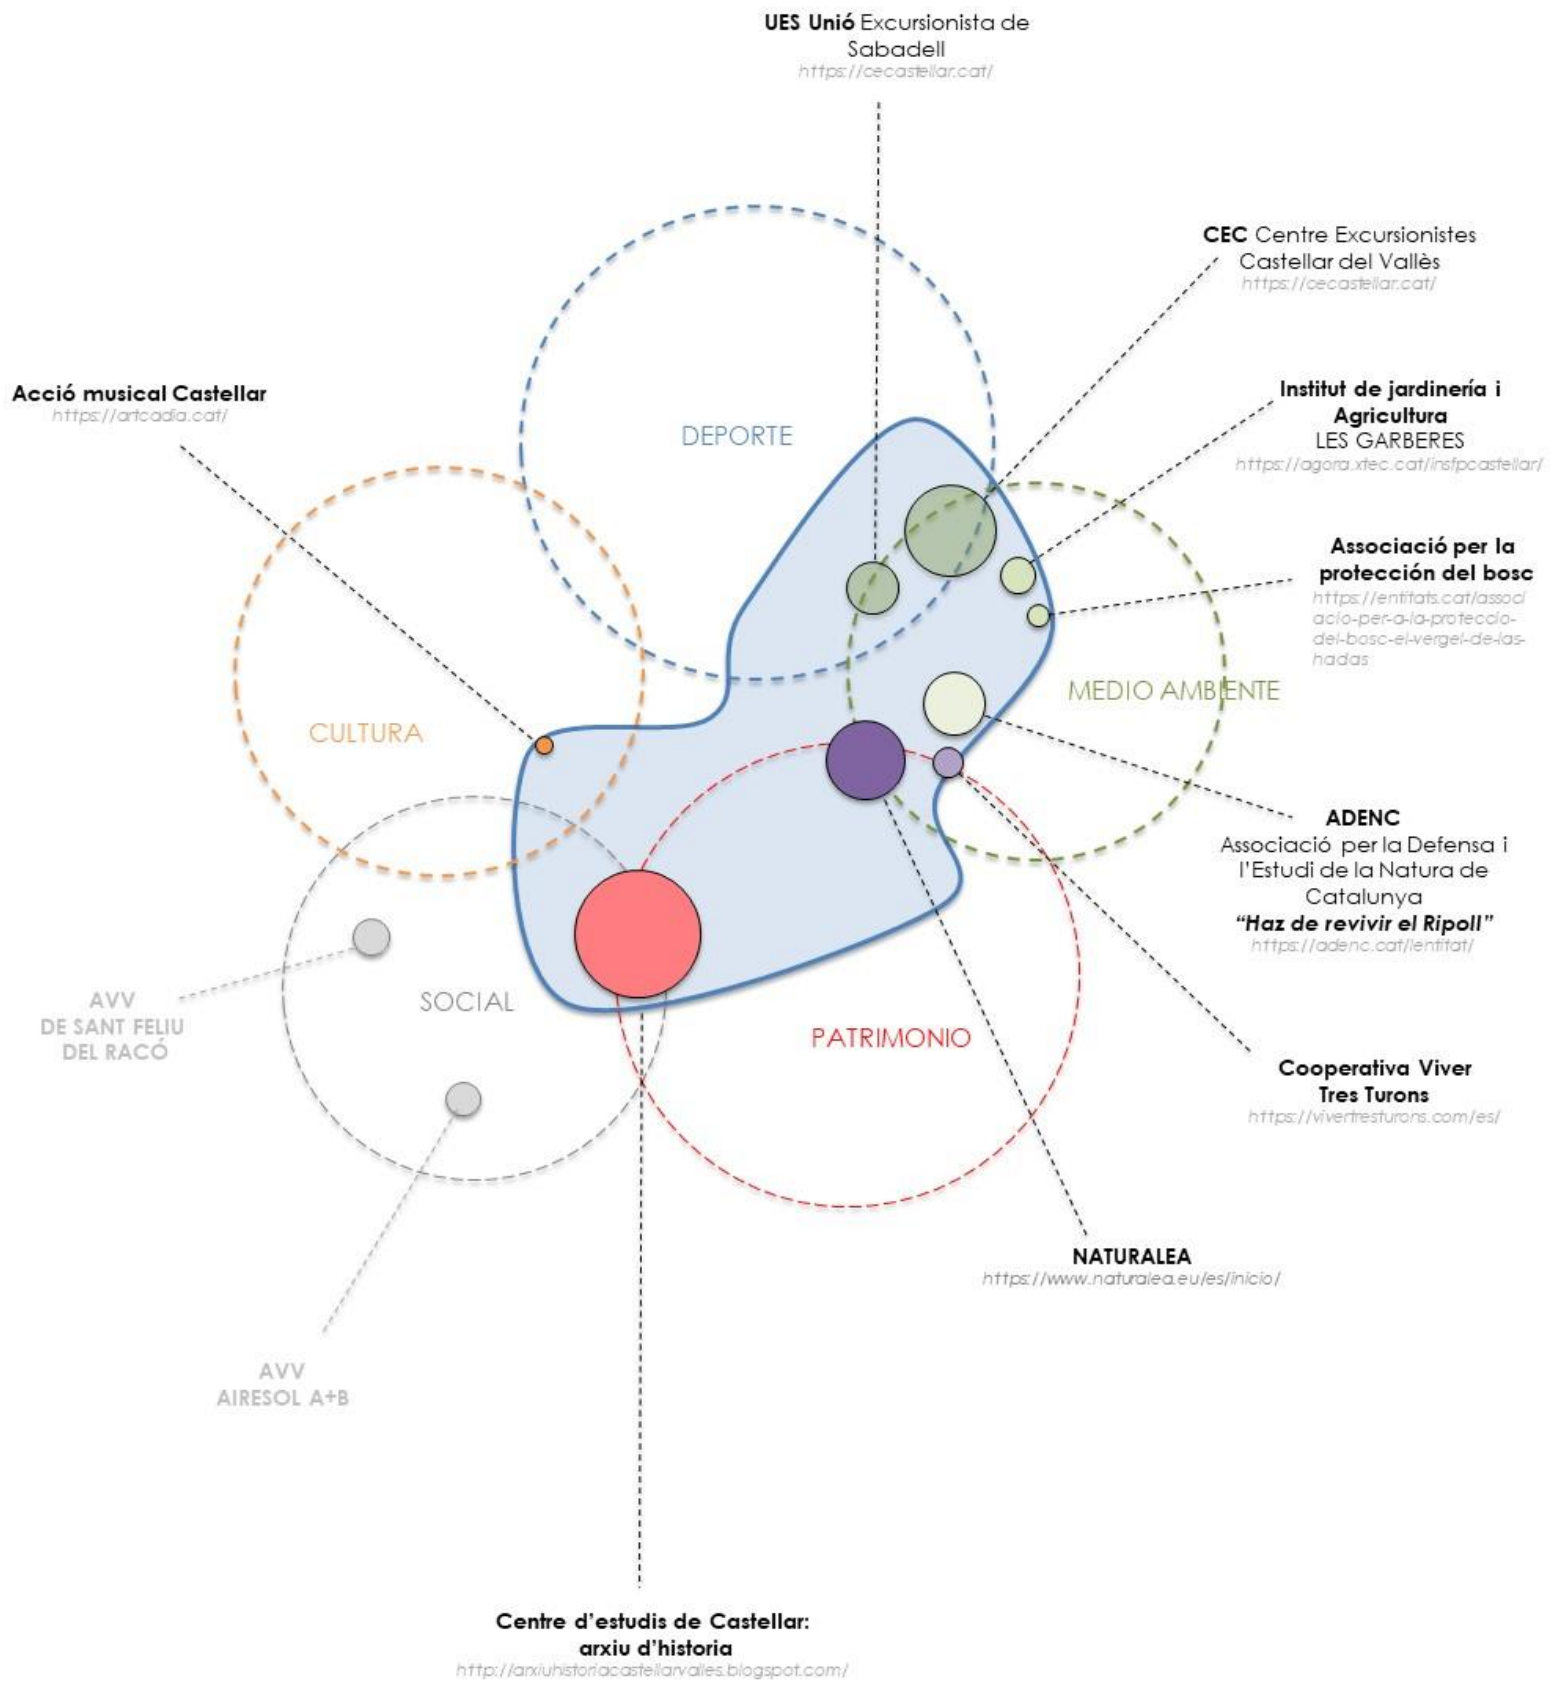 UES Unió Excursionista de
Sabadell
https://cecastellar.cat/
CEC Centre Excursionistes
Castellar del Vallès
https://cecastellar.cat/
Acció musical Castellar
https://artcadia.cat/
Institut de jardinería i
Agricultura
LES GARBERES
https://agora.xtec.cat/insfpcastellar/
DEPORTE
Associació per la
protección del bosc
https://entitats.cat/associ
acio-per-a-la-proteccio-
del-bosc-el-vergel-de-las-
hadas
MEDIO AMBIENTE
CULTURA
ADENC
Associació per la Defensa i
l'Estudi de la Natura de
Catalunya
“Haz de revivir el Ripoll”
https://adenc.cat/lentitat/
AVV
DE SANT FELIU
DEL RACÓ
SOCIAL
PATRIMONIO
Cooperativa Viver
Tres Turons
https://vivertresturons.com/es/
NATURALEA
https://www.naturalea.eu/es/inicio/
AVV
AIRESOL A+B
Centre d'estudis de Castellar:
arxiu d'historia
http://arxiuhistoriacastellarvalles.blogspot.com/